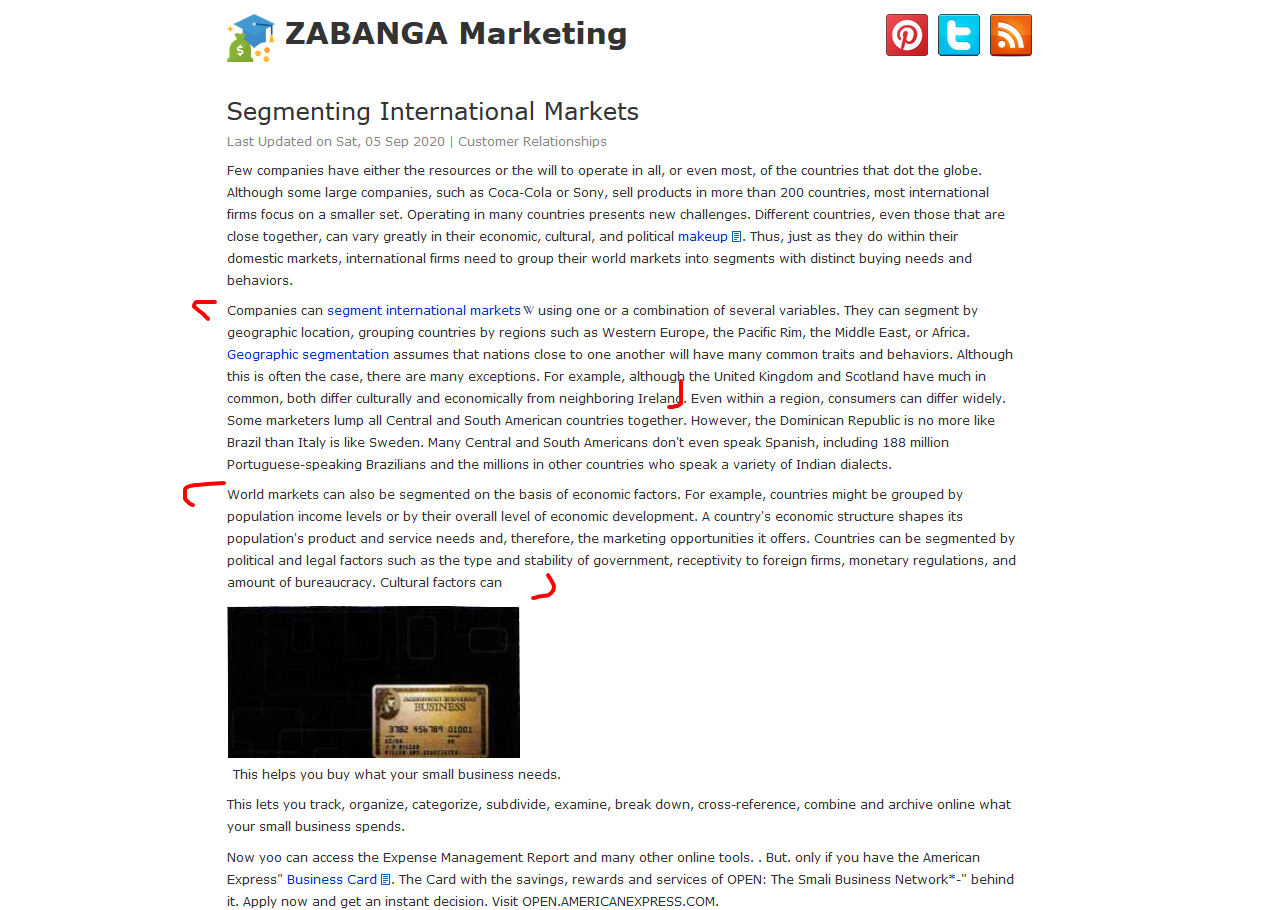 ZABANGA Marketing
Segmenting International Markets
Last Updated on Sat, 05 Sep 2020 | Customer Relationships
Few companies have either the resources or the will to operate in all, or even most, of the countries that dot the globe.
Although some large companies, such as Coca-Cola or Sony, sell products in more than 200 countries, most international
firms focus on a smaller set. Operating in many countries presents new challenges. Different countries, even those that are
close together, can vary greatly in their economic, cultural, and political makeup. Thus, just as they do within their
domestic markets, international firms need to group their world markets into segments with distinct buying needs and
behaviors.
Companies can segment international markets W using one or a combination of several variables. They can segment by
geographic location, grouping countries by regions such as Western Europe, the Pacific Rim, the Middle East, or Africa.
Geographic segmentation assumes that nations close to one another will have many common traits and behaviors. Although
this is often the case, there are many exceptions. For example, although the United Kingdom and Scotland have much in
common, both differ culturally and economically from neighboring Ireland. Even within a region, consumers can differ widely.
Some marketers lump all Central and South American countries together. However, the Dominican Republic is no more like
Brazil than Italy is like Sweden. Many Central and South Americans don't even speak Spanish, including 188 million
Portuguese-speaking Brazilians and the millions in other countries who speak a variety of Indian dialects.
World markets can also be segmented on the basis of economic factors. For example, countries might be grouped by
population income levels or by their overall level of economic development. A country's economic structure shapes its
population's product and service needs and, therefore, the marketing opportunities it offers. Countries can be segmented by
political and legal factors such as the type and stability of government, receptivity to foreign firms, monetary regulations, and
amount of bureaucracy. Cultural factors can
BUSINESS
3782 456789 01001
This helps you buy what your small business needs.
This lets you track, organize, categorize, subdivide, examine, break down, cross-reference, combine and archive online what
your small business spends.
Now yoo can access the Expense Management Report and many other online tools. . But. only if you have the American
Express" Business Card. The Card with the savings, rewards and services of OPEN: The Smali Business Network*-" behind
it. Apply now and get an instant decision. Visit OPEN.AMERICANEXPRESS.COM.